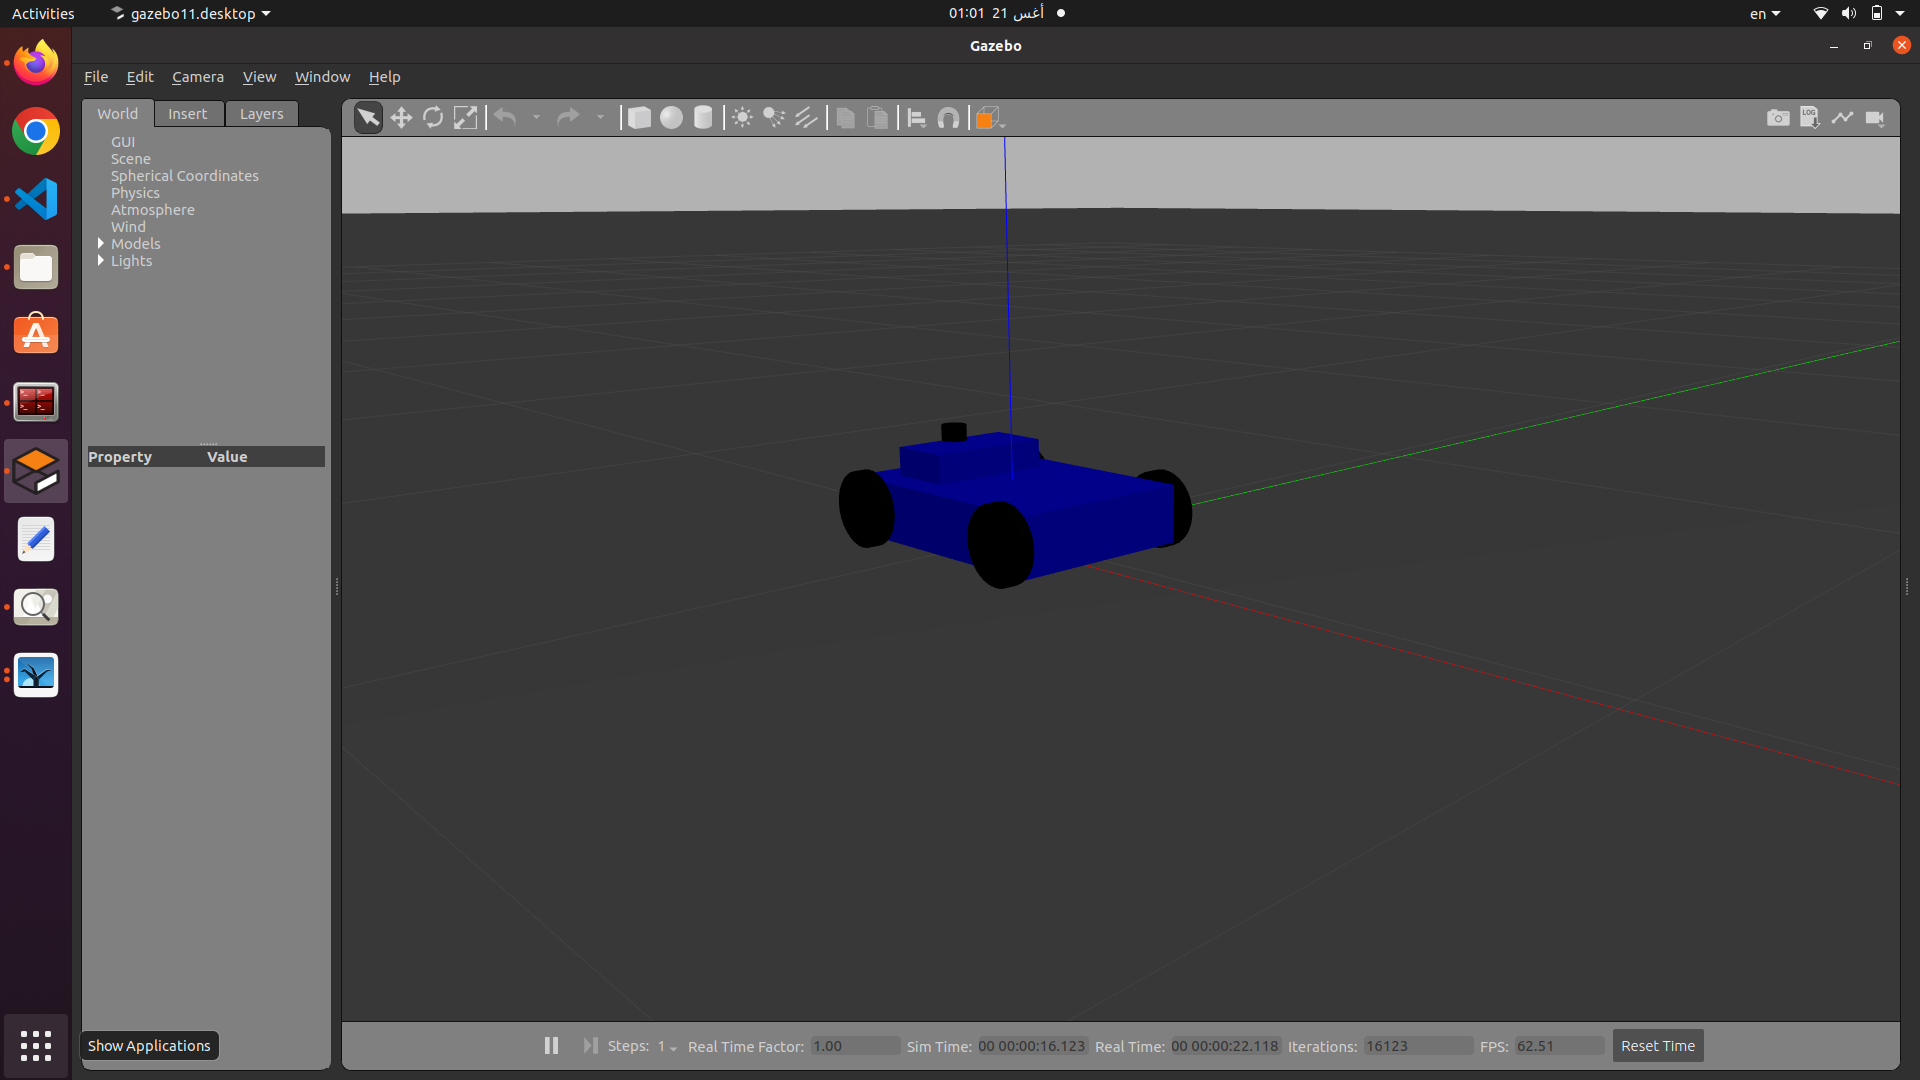 Activities
gazebo11.desktop
01:01 21 أغس
en
Gazebo
File Edit Camera View Window Help
World Insert Layers
LOG
GUI
Scene
Spherical Coordinates
Physics
Atmosphere
Wind
Models
Lights
Property Value
Show Applications
Steps: 1 Real Time Factor: 1.00 Sim Time: 00 00:00:16.123 Real Time: 00 00:00:22.118 Iterations: 16123 FPS: 62.51 Reset Time